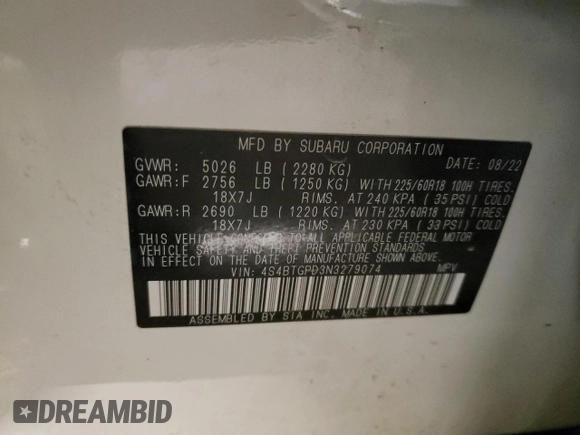 MFD BY SUBARU CORPORATION
GVWR: 5026 LB (2280 KG) DATE: 08/22
GAWR:F 2756 LB (1250 KG) WITH 225/60R18 100H TIRES.
18X7J RIMS. AT 240 KPA (35 PSI) COLD
GAWR:R 2690 LB (1220 KG) WITH 225/60R18 100H TIRES.
18X7J RIMS. AT 230 KPA (33 PSI) COLD
THIS VEHICLE CONFORMS TO ALL APPLICABLE FEDERAL MOTOR
VEHICLE SAFETY AND THEFT PREVENTION STANDARDS
IN EFFECT ON THE DATE OF MANUFACTURE SHOWN ABOVE.
VIN: 4S4BTGPD3N3279074 MPV
ASSEMBLED BY SIA INC. MADE IN U.S.A.
DREAMBID